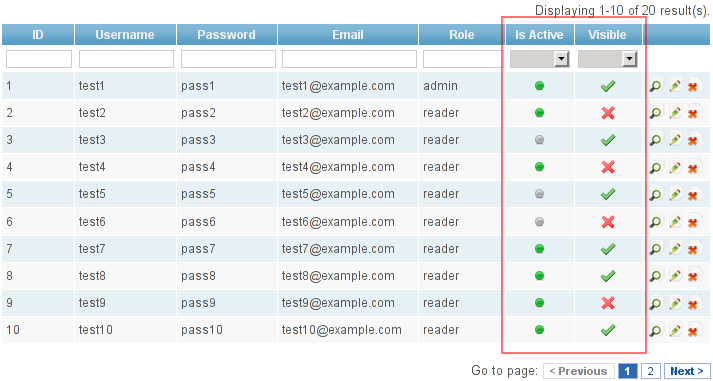 Displaying 1-10 of 20 result(s).
ID Username Password Email Role Is Active Visible
1 test1 pass1 test1@example.com admin
2 test2 pass2 test2@example.com reader
3 test3 pass3 test3@example.com reader
4 test4 pass4 test4@example.com reader
5 test5 pass5 test5@example.com reader
6 test6 pass6 test6@example.com reader
7 test7 pass7 test7@example.com reader
8 test8 pass8 test8@example.com reader
9 test9 pass9 test9@example.com reader
10 test10 pass10 test10@example.com reader
Go to page: < Previous 1 2 Next >